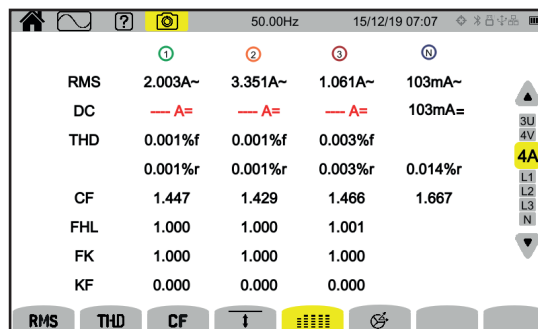 ? 50.00Hz 15/12/19 07:07
1 2 3 N
RMS 2.003A~ 3.351A~ 1.061A~ 103mA~
DC ---- A= ---- A= ---- A= 103mA=
THD 0.001%f 0.001%f 0.003%f
0.001%r 0.001%r 0.003%r 0.014%r
CF 1.447 1.429 1.466 1.667
FHL 1.000 1.000 1.001
FK 1.000 1.000 1.000
KF 0.000 0.000 0.000
3U
4V
4A
L1
L2
L3
N
RMS THD CF